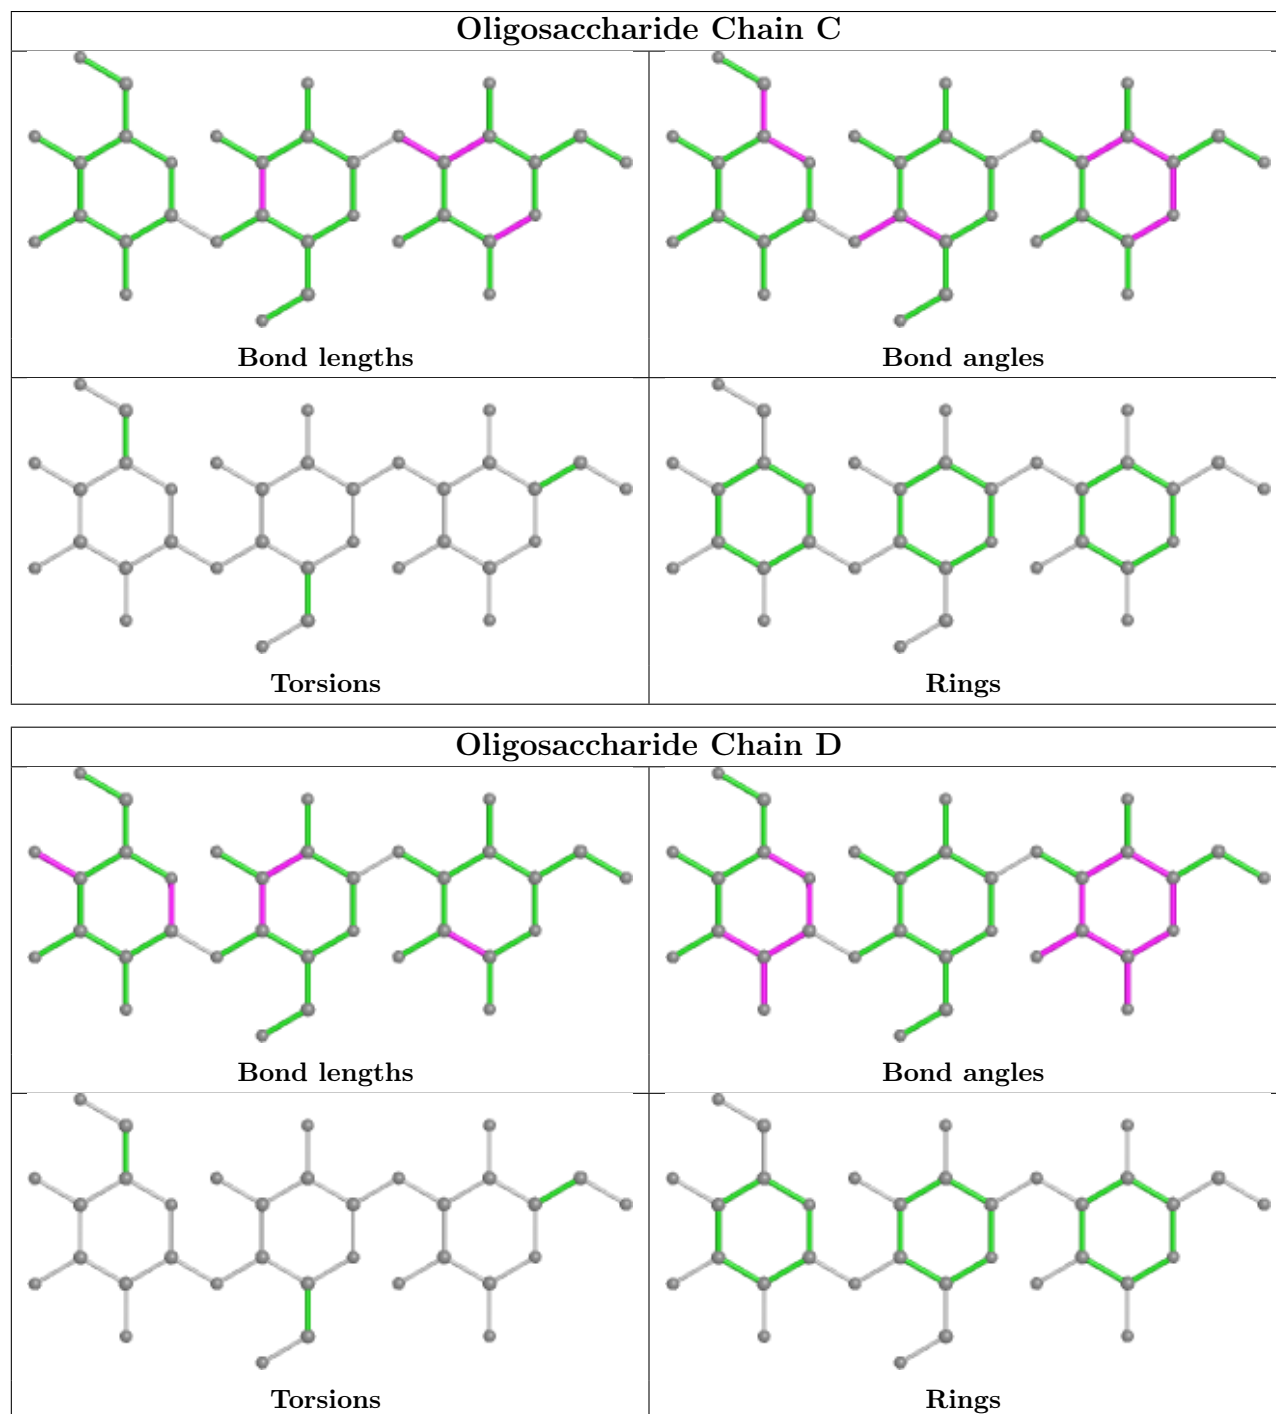 Oligosaccharide Chain C
Bond lengths
Bond angles
Torsions
Rings
Oligosaccharide Chain D
Bond lengths
Bond angles
Torsions
Rings